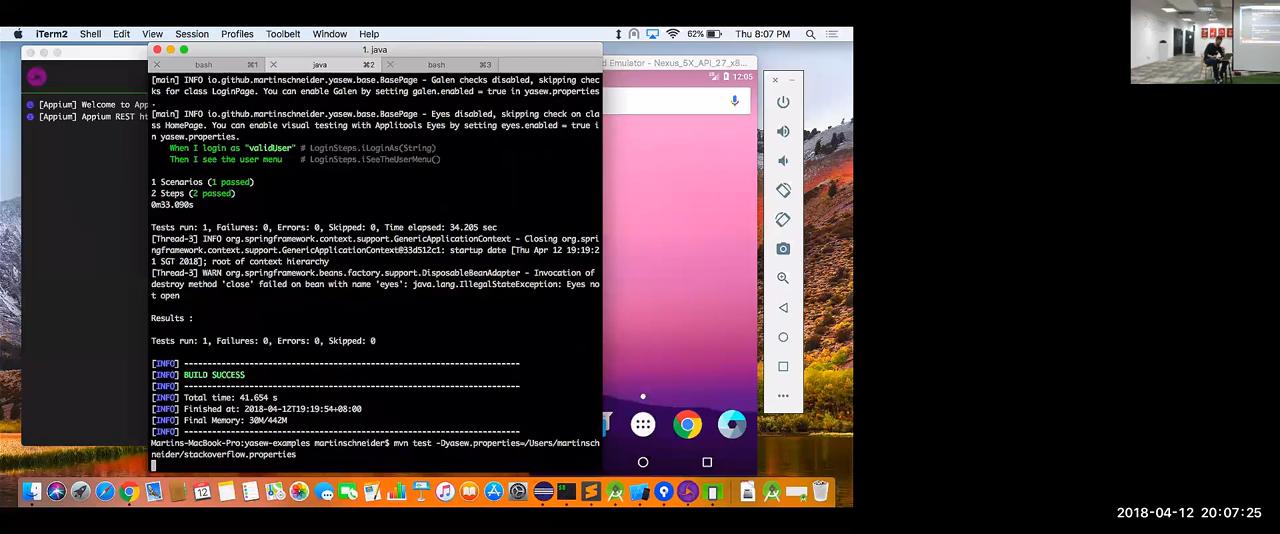 iTerm2 Shell Edit View Session Profiles Toolbelt Window Help
62% Thu 8:07 PM
1. java
bash ⌘1 java ⌘2 bash ⌘3
d Emulator - Nexus_5X_API_27_x8
12:05
[Appium] Welcome to App
[Appium] Appium REST ht
[main] INFO io.github.martinschneider.yasew.base.BasePage - Galen checks disabled, skipping chec
ks for class LoginPage. You can enable Galen by setting galen.enabled = true in yasew.properties
.
[main] INFO io.github.martinschneider.yasew.base.BasePage - Eyes disabled, skipping check on cla
ss HomePage. You can enable visual testing with Applitools Eyes by setting eyes.enabled = true i
n yasew.properties.
When I login as "validUser" # LoginSteps.iLoginAs(String)
Then I see the user menu # LoginSteps.iSeeTheUserMenu()
1 Scenarios (1 passed)
2 Steps (2 passed)
0m33.090s
Tests run: 1, Failures: 0, Errors: 0, Skipped: 0, Time elapsed: 34.205 sec
[Thread-3] INFO org.springframework.context.support.GenericApplicationContext - Closing org.spri
ngframework.context.support.GenericApplicationContext@33d512c1: startup date [Thu Apr 12 19:19:2
1 SGT 2018]; root of context hierarchy
[Thread-3] WARN org.springframework.beans.factory.support.DisposableBeanAdapter - Invocation of
destroy method 'close' failed on bean with name 'eyes': java.lang.IllegalStateException: Eyes no
t open
Results :
Tests run: 1, Failures: 0, Errors: 0, Skipped: 0
[INFO] ------------------------------------------------------------------------
[INFO] BUILD SUCCESS
[INFO] ------------------------------------------------------------------------
[INFO] Total time: 41.654 s
[INFO] Finished at: 2018-04-12T19:19:54+08:00
[INFO] Final Memory: 30M/442M
[INFO] ------------------------------------------------------------------------
Martins-MacBook-Pro:yasew-examples martinschneider$ mvn test -Dyasew.properties=/Users/martinsch
neider/stackoverflow.properties
12
2018-04-12 20:07:25